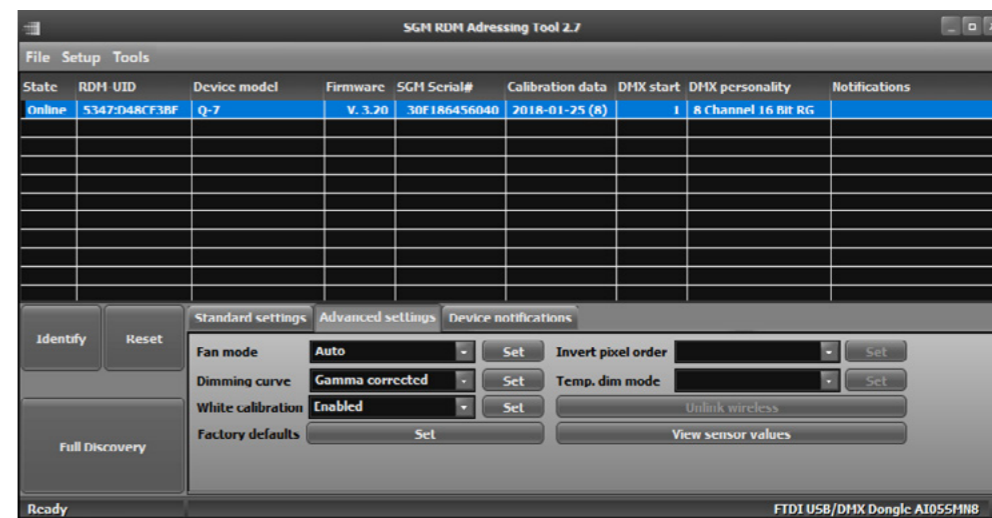 SGM RDM Adressing Tool 2.7
File Setup Tools
State RDM UID Device model Firmware SGM Serial# Calibration data DMX start DMX personality Notifications
Online 5347:D48CF3BF Q-7 V. 3.20 30F186456040 2018-01-25 (8) 1 8 Channel 16 Bit RG
Standard settings Advanced settings Device notifications
Identify Reset
Fan mode Auto Set Invert pixel order Set
Dimming curve Gamma corrected Set Temp. dim mode Set
White calibration Enabled Set Unlink wireless
Factory defaults Set View sensor values
Full Discovery
Ready FTDI USB/DMX Dongle AI055MN8